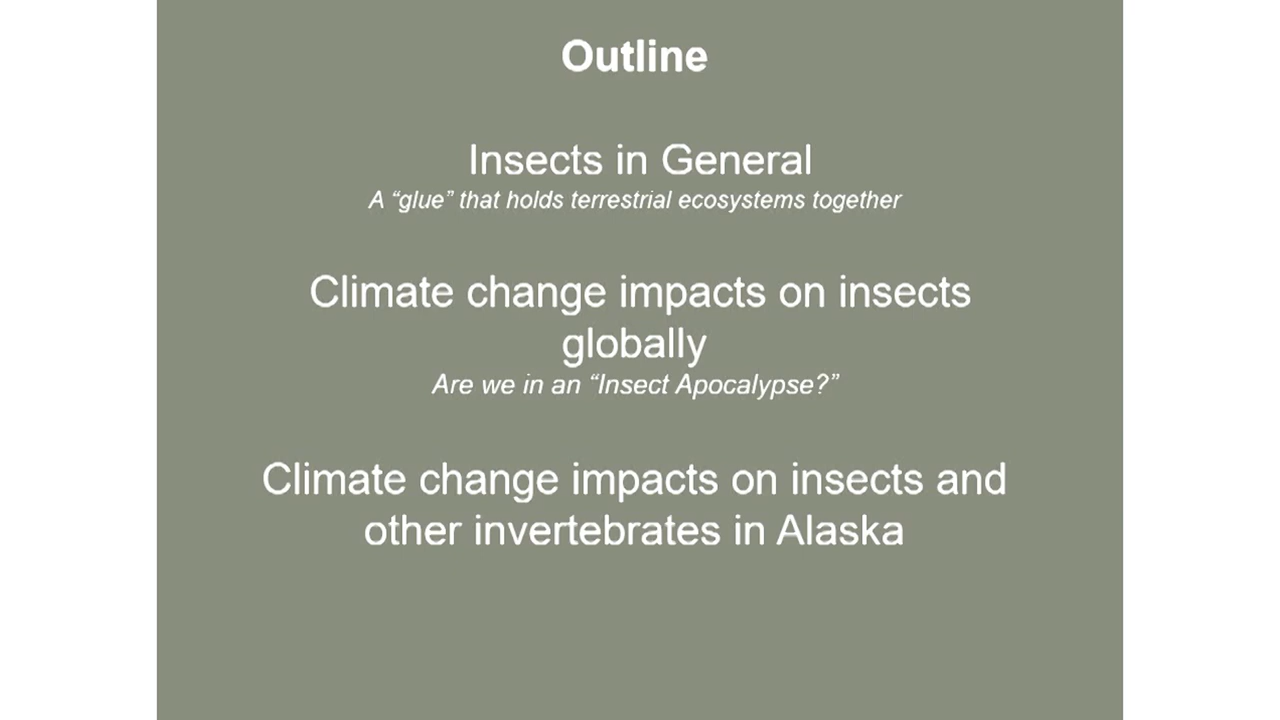 Outline
Insects in General
A “glue” that holds terrestrial ecosystems together
Climate change impacts on insects
globally
Are we in an “Insect Apocalypse?”
Climate change impacts on insects and
other invertebrates in Alaska